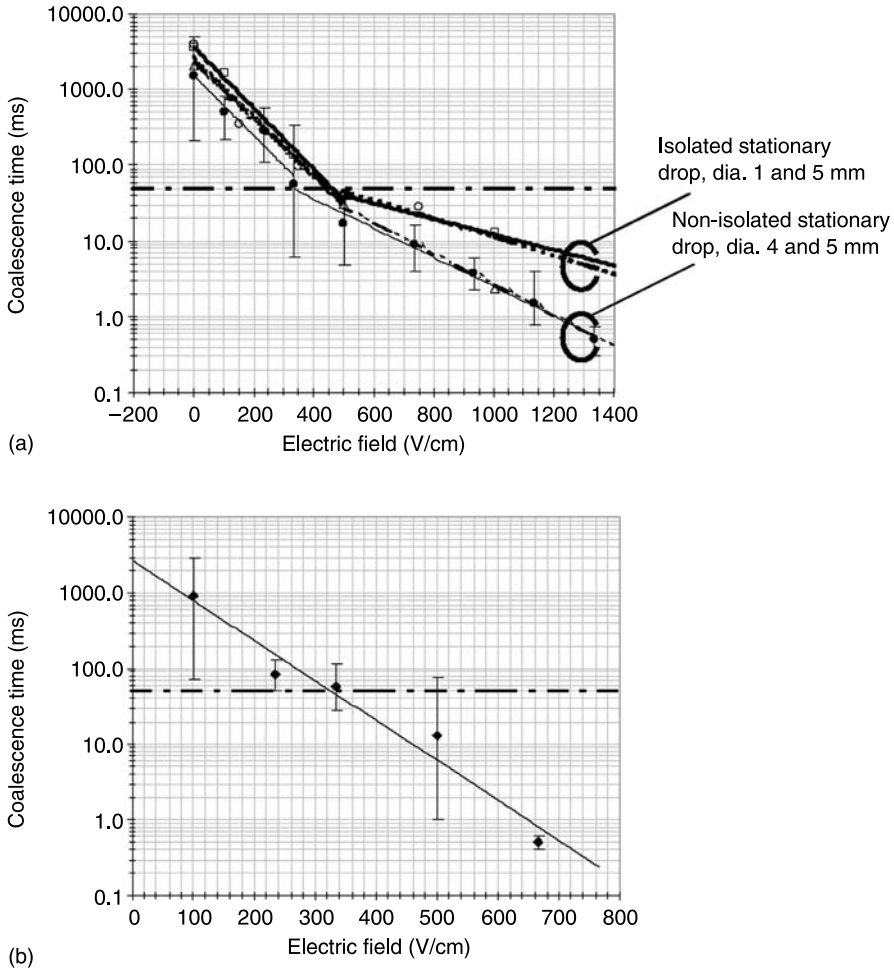 10000.0
1000.0
100.0
10.0
1.0
0.1
Coalescence time (ms)
−200 0 200 400 600 800 1000 1200 1400
Electric field (V/cm)
(a)
Isolated stationary
drop, dia. 1 and 5 mm
Non-isolated stationary
drop, dia. 4 and 5 mm
10000.0
1000.0
100.0
10.0
1.0
0.1
Coalescence time (ms)
0 100 200 300 400 500 600 700 800
Electric field (V/cm)
(b)